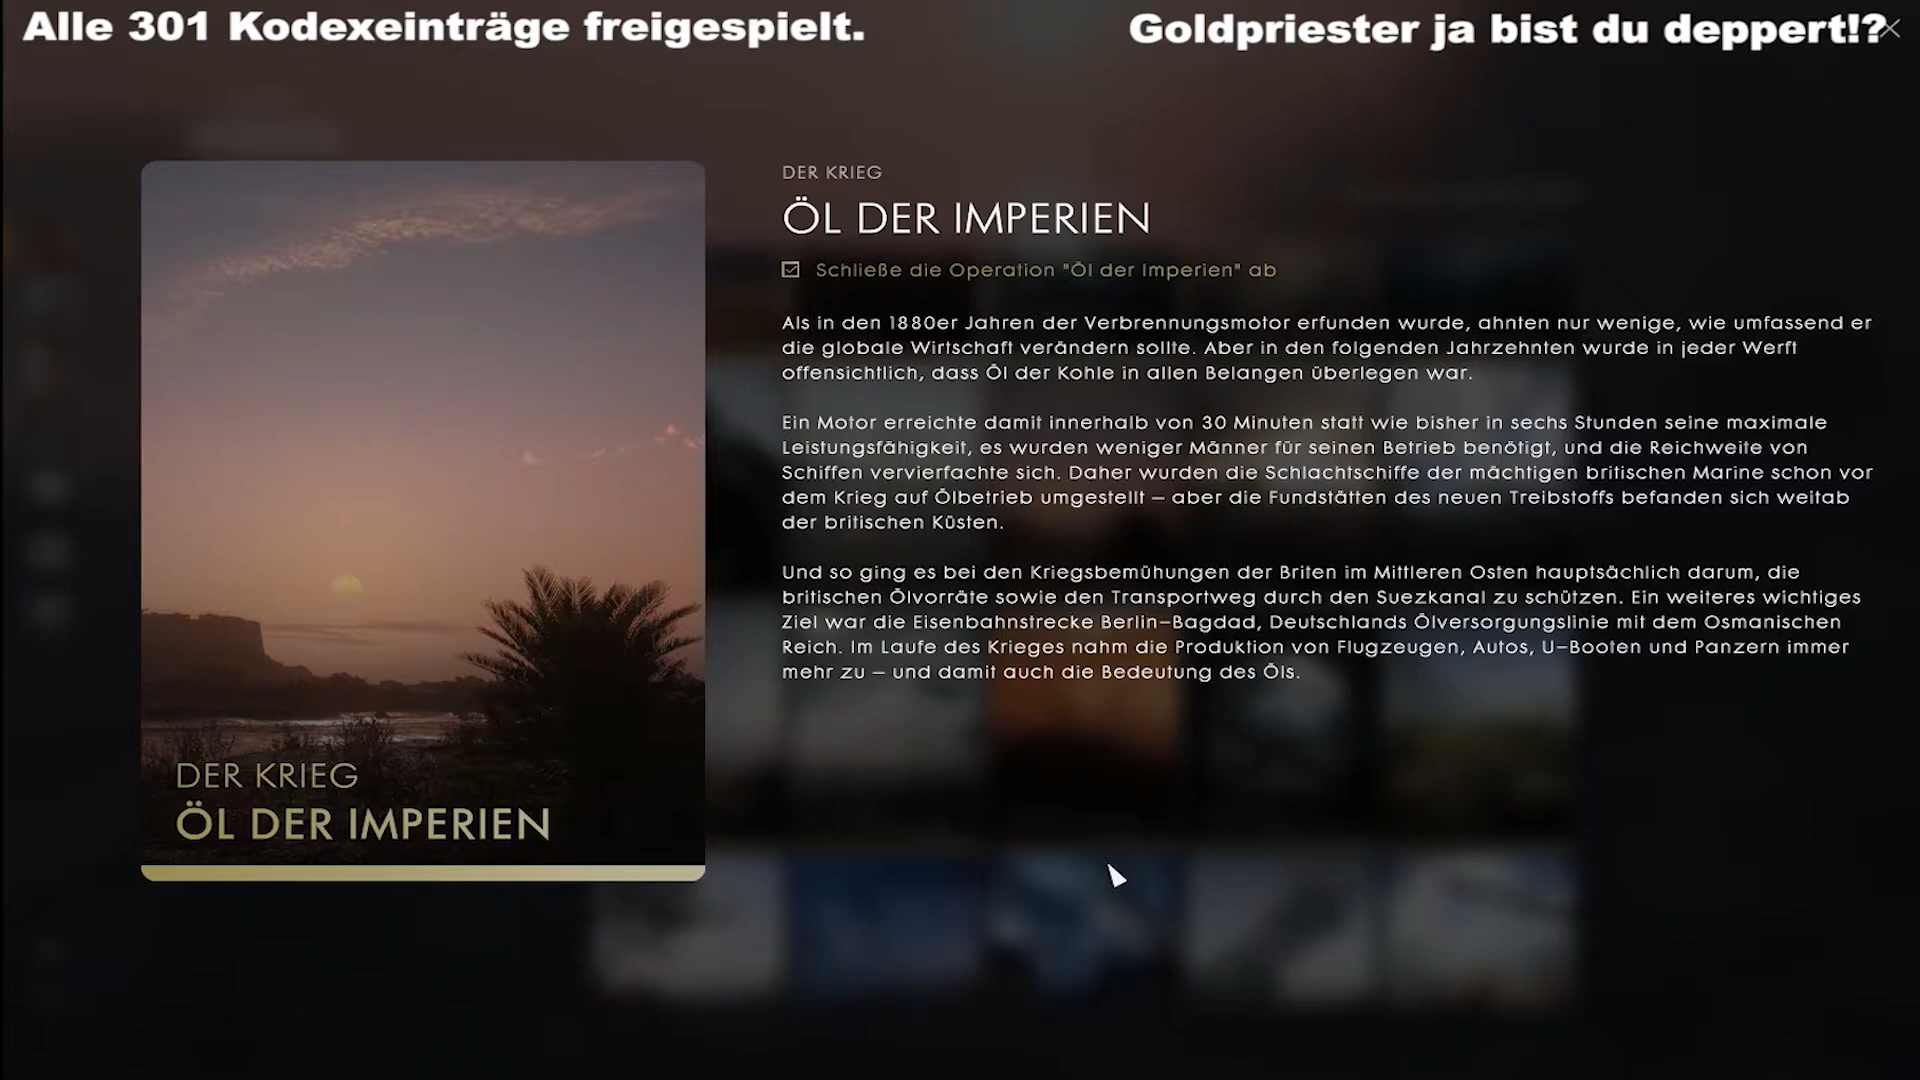 Alle 301 Kodexeinträge freigespielt.
Goldpriester ja bist du deppert!?
DER KRIEG
ÖL DER IMPERIEN
Schließe die Operation "Öl der Imperien" ab
Als in den 1880er Jahren der Verbrennungsmotor erfunden wurde, ahnten nur wenige, wie umfassend er
die globale Wirtschaft verändern sollte. Aber in den folgenden Jahrzehnten wurde in jeder Werft
offensichtlich, dass Öl der Kohle in allen Belangen überlegen war.
Ein Motor erreichte damit innerhalb von 30 Minuten statt wie bisher in sechs Stunden seine maximale
Leistungsfähigkeit, es wurden weniger Männer für seinen Betrieb benötigt, und die Reichweite von
Schiffen vervierfachte sich. Daher wurden die Schlachtschiffe der mächtigen britischen Marine schon vor
dem Krieg auf Ölbetrieb umgestellt – aber die Fundstätten des neuen Treibstoffs befanden sich weitab
der britischen Küsten.
Und so ging es bei den Kriegsbemühungen der Briten im Mittleren Osten hauptsächlich darum, die
britischen Ölvorräte sowie den Transportweg durch den Suezkanal zu schützen. Ein weiteres wichtiges
Ziel war die Eisenbahnstrecke Berlin–Bagdad, Deutschlands Ölversorgungslinie mit dem Osmanischen
Reich. Im Laufe des Krieges nahm die Produktion von Flugzeugen, Autos, U-Booten und Panzern immer
mehr zu – und damit auch die Bedeutung des Öls.
DER KRIEG
ÖL DER IMPERIEN